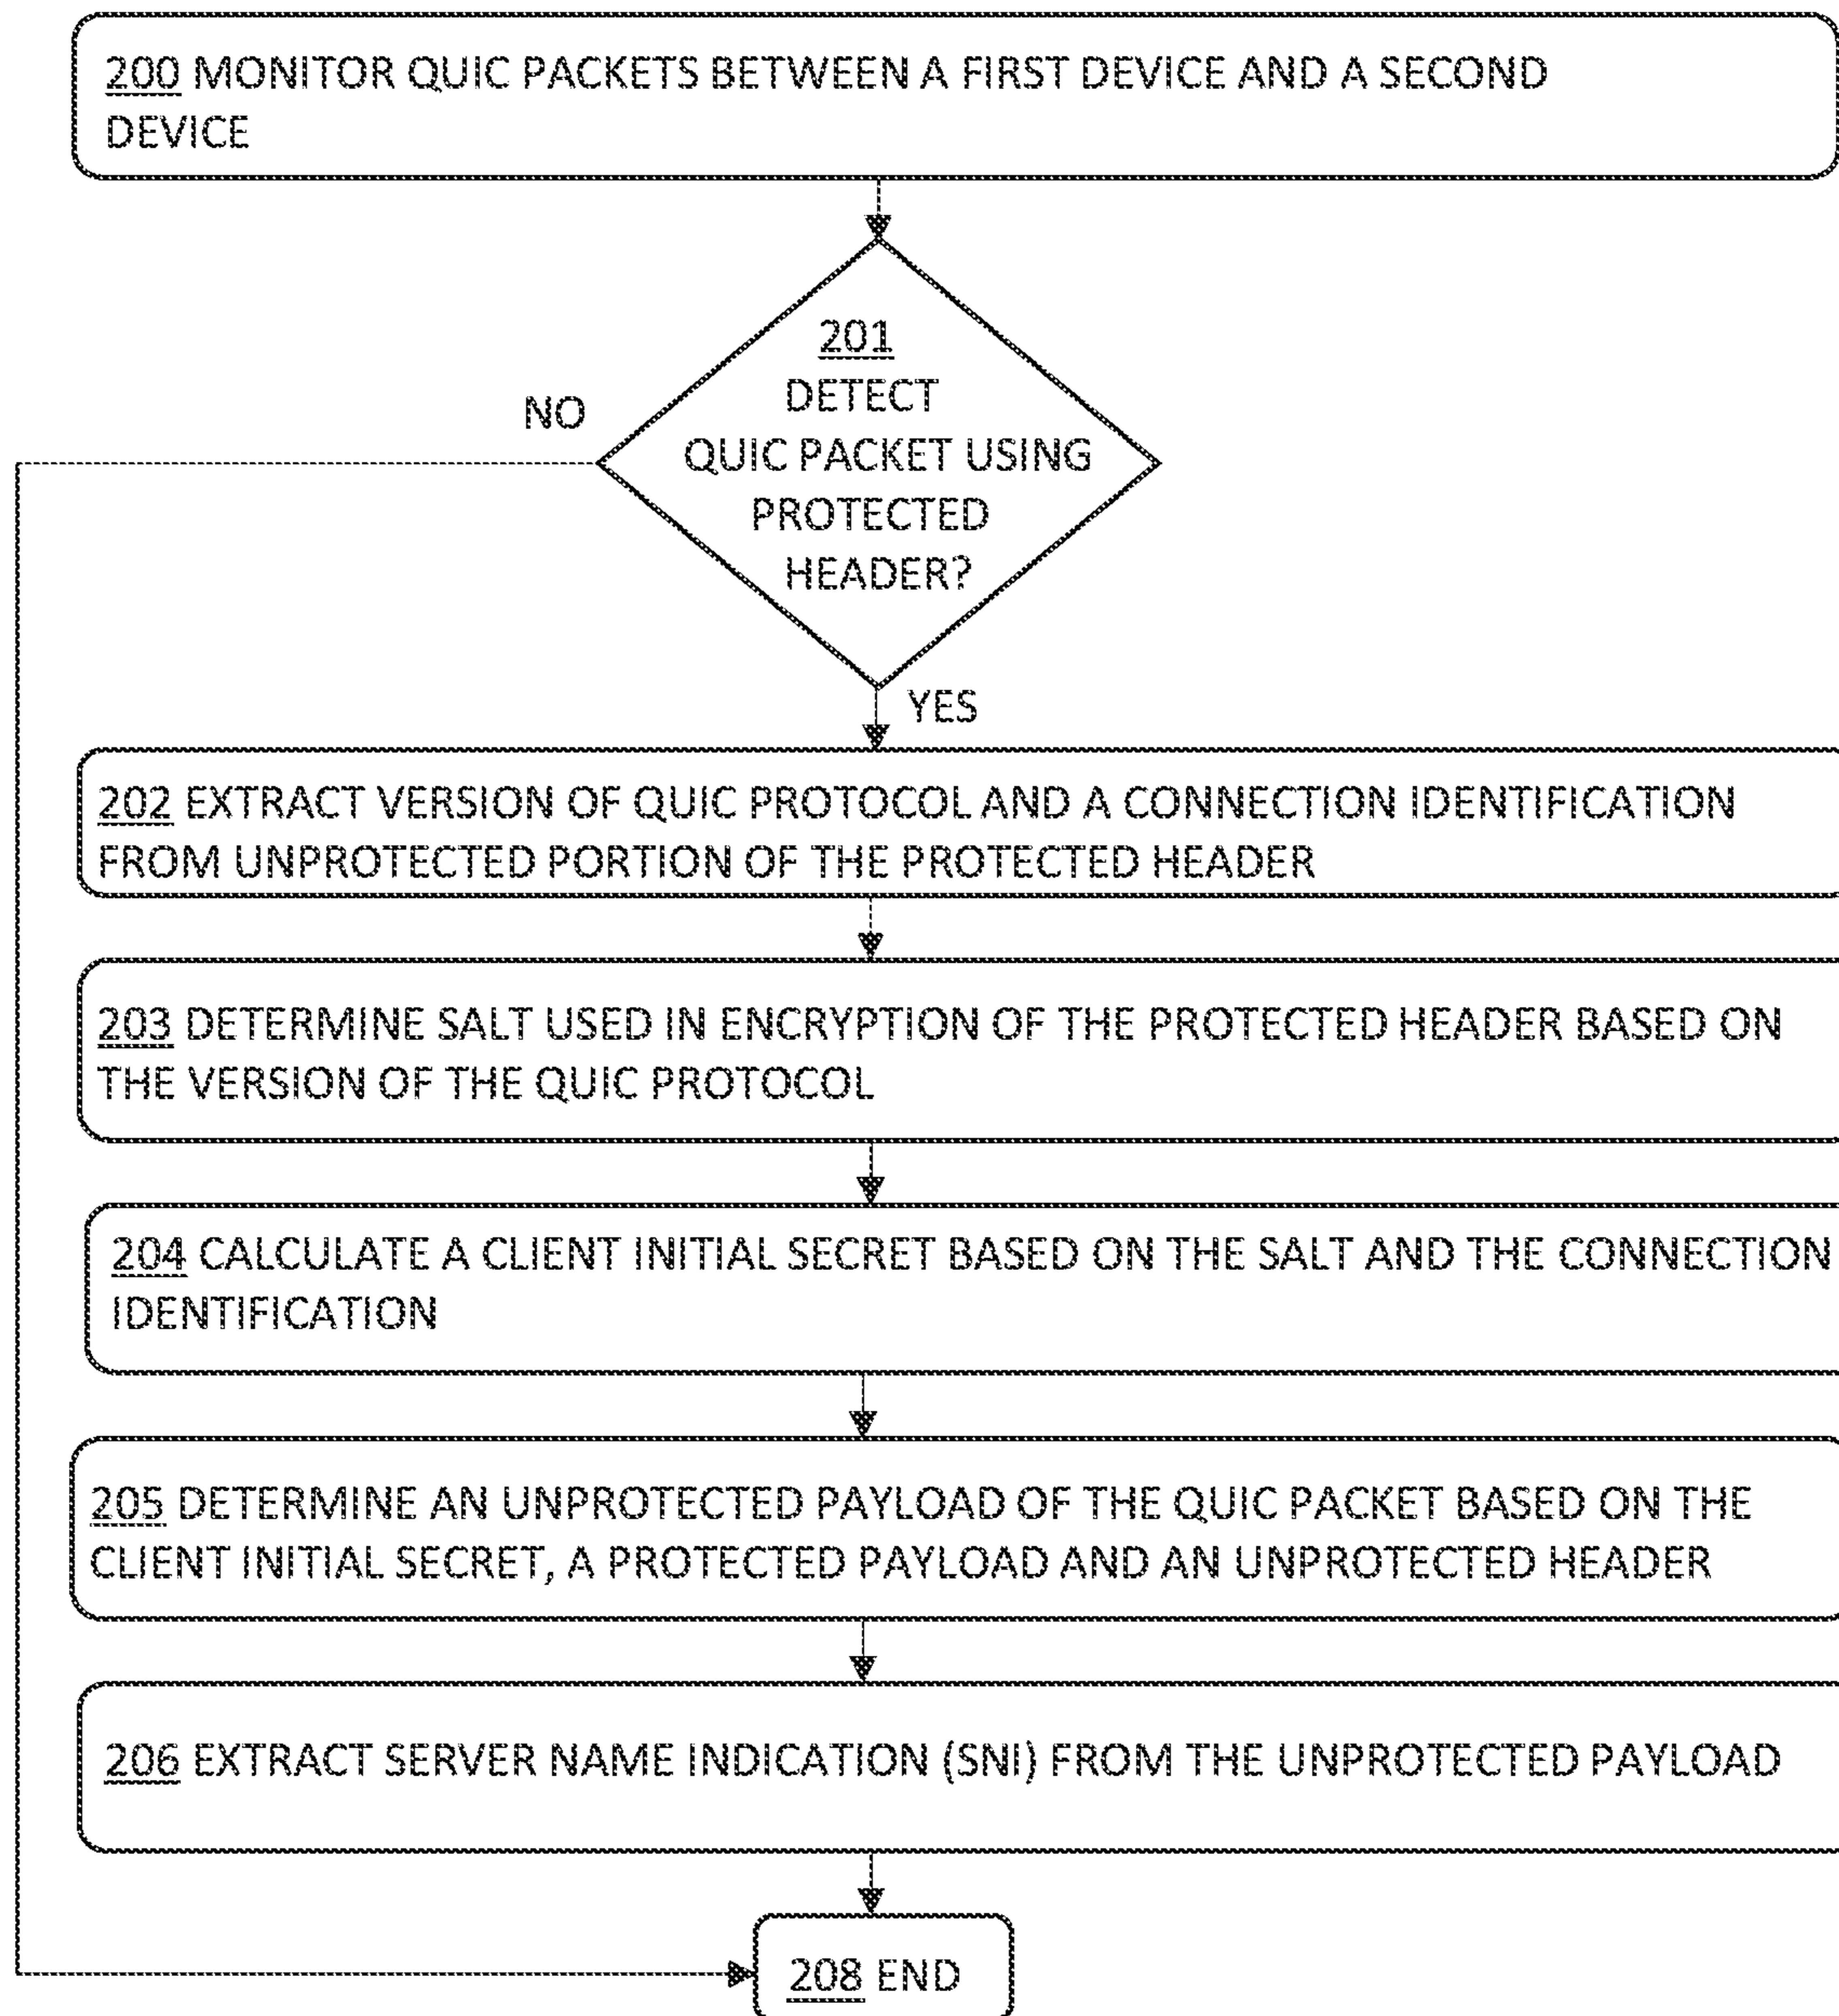 200 MONITOR QUIC PACKETS BETWEEN A FIRST DEVICE AND A SECOND
DEVICE
201
DETECT
QUIC PACKET USING
PROTECTED
HEADER?
NO
YES
202 EXTRACT VERSION OF QUIC PROTOCOL AND A CONNECTION IDENTIFICATION
FROM UNPROTECTED PORTION OF THE PROTECTED HEADER
203 DETERMINE SALT USED IN ENCRYPTION OF THE PROTECTED HEADER BASED ON
THE VERSION OF THE QUIC PROTOCOL
204 CALCULATE A CLIENT INITIAL SECRET BASED ON THE SALT AND THE CONNECTION
IDENTIFICATION
205 DETERMINE AN UNPROTECTED PAYLOAD OF THE QUIC PACKET BASED ON THE
CLIENT INITIAL SECRET, A PROTECTED PAYLOAD AND AN UNPROTECTED HEADER
206 EXTRACT SERVER NAME INDICATION (SNI) FROM THE UNPROTECTED PAYLOAD
208 END